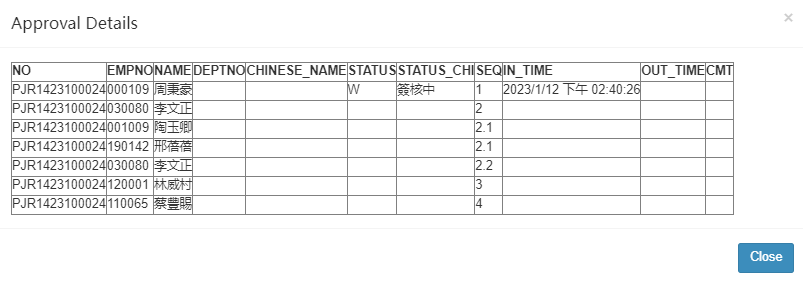 Approval Details
×
NO EMPNO NAME DEPTNO CHINESE_NAME STATUS STATUS_CHI SEQ IN_TIME OUT_TIME CMT
PJR1423100024 000109 周秉豪 W 簽核中 1 2023/1/12 下午 02:40:26
PJR1423100024 030080 李文正 2
PJR1423100024 001009 陶玉卿 2.1
PJR1423100024 190142 邢蓓蓓 2.1
PJR1423100024 030080 李文正 2.2
PJR1423100024 120001 林威村 3
PJR1423100024 110065 蔡豐賜 4
Close